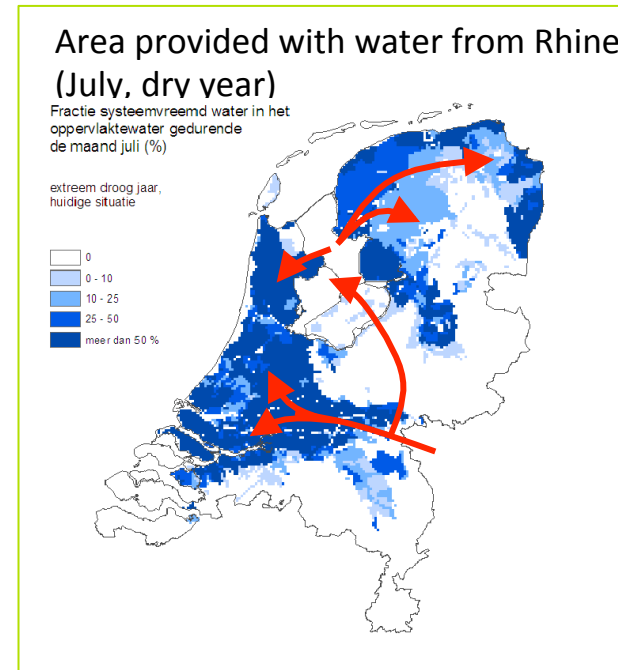 Area provided with water from Rhine
(July, dry year)
Fractie systeemvreemd water in het
oppervlaktewater gedurende
de maand juli (%)
extreem droog jaar,
huidige situatie
0
0 - 10
10 - 25
25 - 50
meer dan 50 %